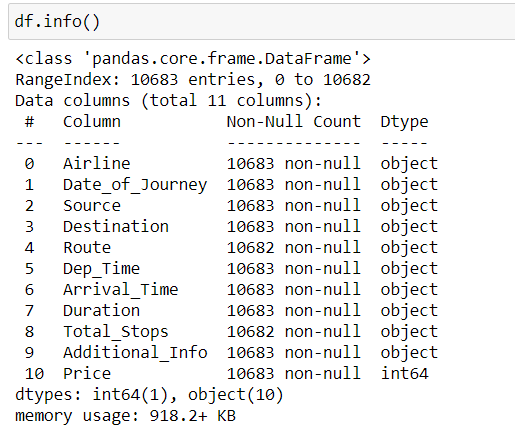 df.info()
<class 'pandas.core.frame.DataFrame'>
RangeIndex: 10683 entries, 0 to 10682
Data columns (total 11 columns):
 #   Column           Non-Null Count  Dtype
---  ------           --------------  -----
 0   Airline          10683 non-null  object
 1   Date_of_Journey  10683 non-null  object
 2   Source           10683 non-null  object
 3   Destination      10683 non-null  object
 4   Route            10682 non-null  object
 5   Dep_Time         10683 non-null  object
 6   Arrival_Time     10683 non-null  object
 7   Duration         10683 non-null  object
 8   Total_Stops      10682 non-null  object
 9   Additional_Info  10683 non-null  object
 10  Price            10683 non-null  int64
dtypes: int64(1), object(10)
memory usage: 918.2+ KB